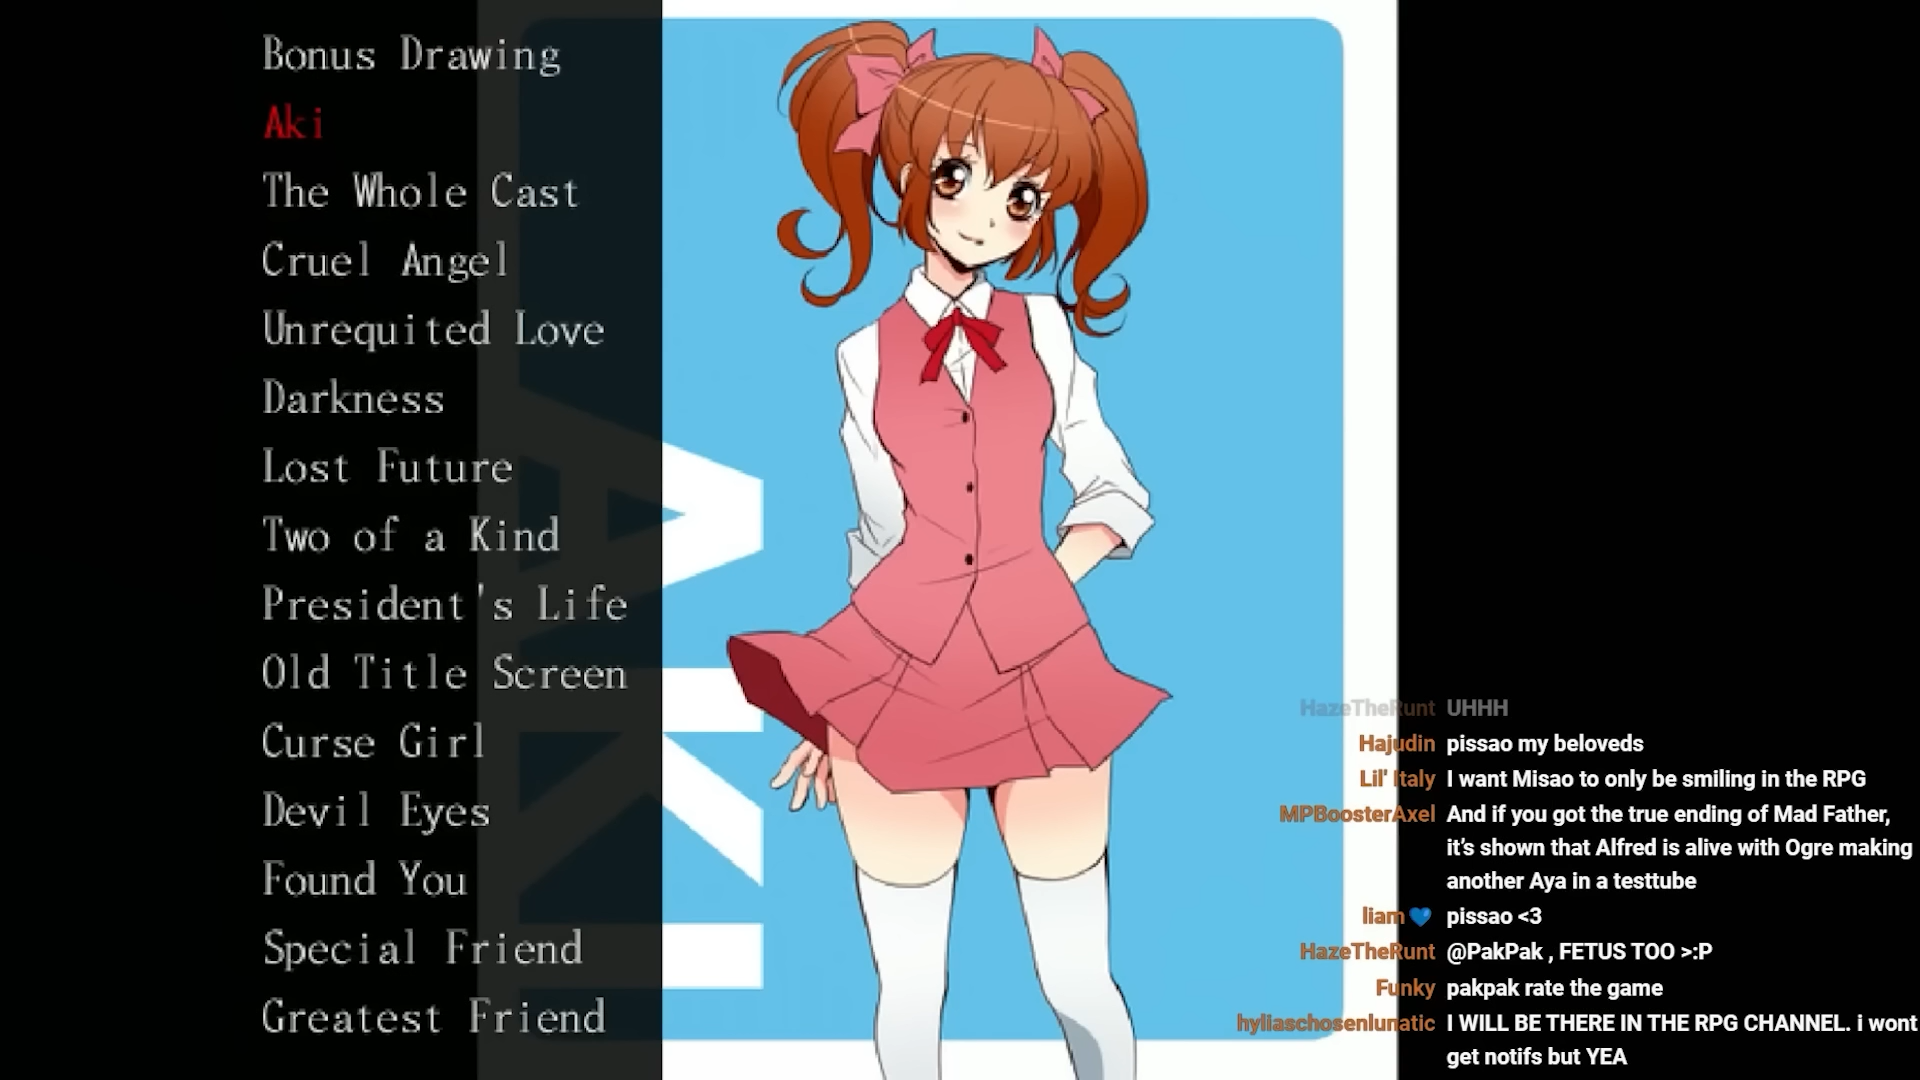 Bonus Drawing
Aki
The Whole Cast
Cruel Angel
Unrequited Love
Darkness
Lost Future
Two of a Kind
President's Life
Old Title Screen
Curse Girl
Devil Eyes
Found You
Special Friend
Greatest Friend
AKI
HazeTheRunt UHHH
Hajudin pissao my beloveds
Lil' Italy I want Misao to only be smiling in the RPG
MPBoosterAxel And if you got the true ending of Mad Father,
it's shown that Alfred is alive with Ogre making
another Aya in a testtube
liam💙 pissao <3
HazeTheRunt @PakPak , FETUS TOO >:P
Funky pakpak rate the game
hyliaschosenlunatic I WILL BE THERE IN THE RPG CHANNEL. i wont
get notifs but YEA